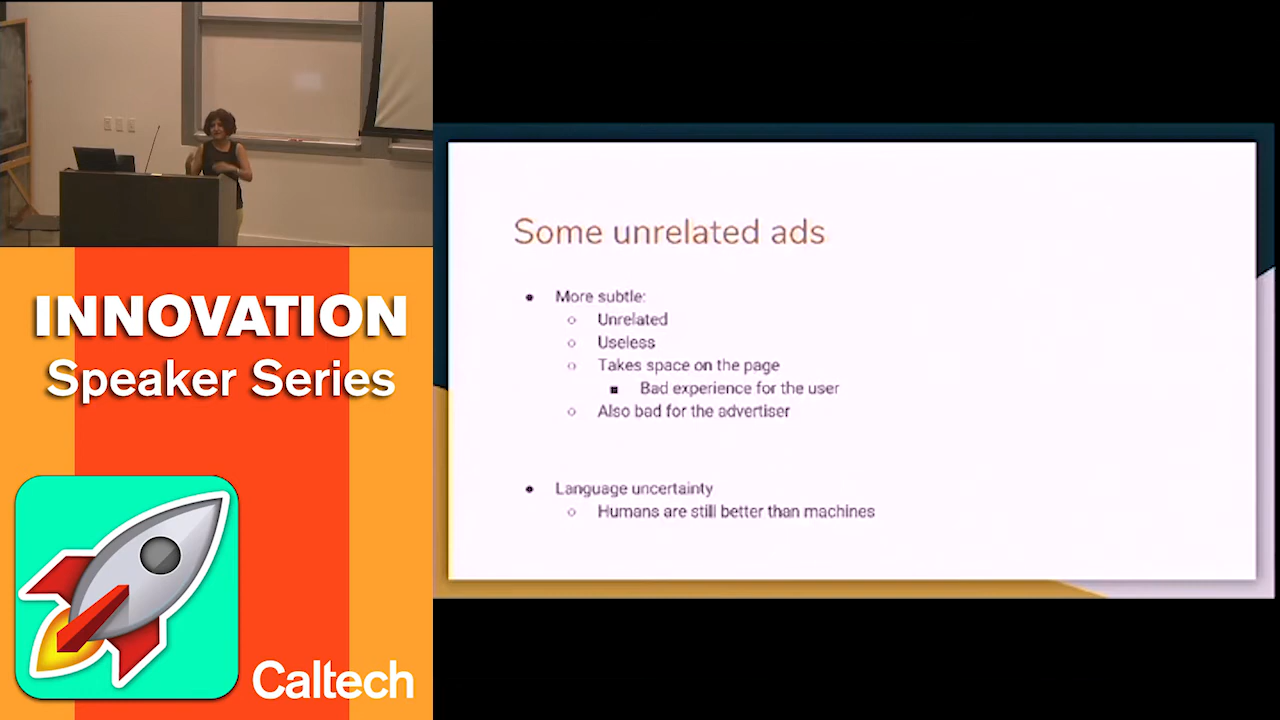 INNOVATION
Speaker Series
Caltech
Some unrelated ads
● More subtle:
○ Unrelated
○ Useless
○ Takes space on the page
■ Bad experience for the user
○ Also bad for the advertiser
● Language uncertainty
○ Humans are still better than machines